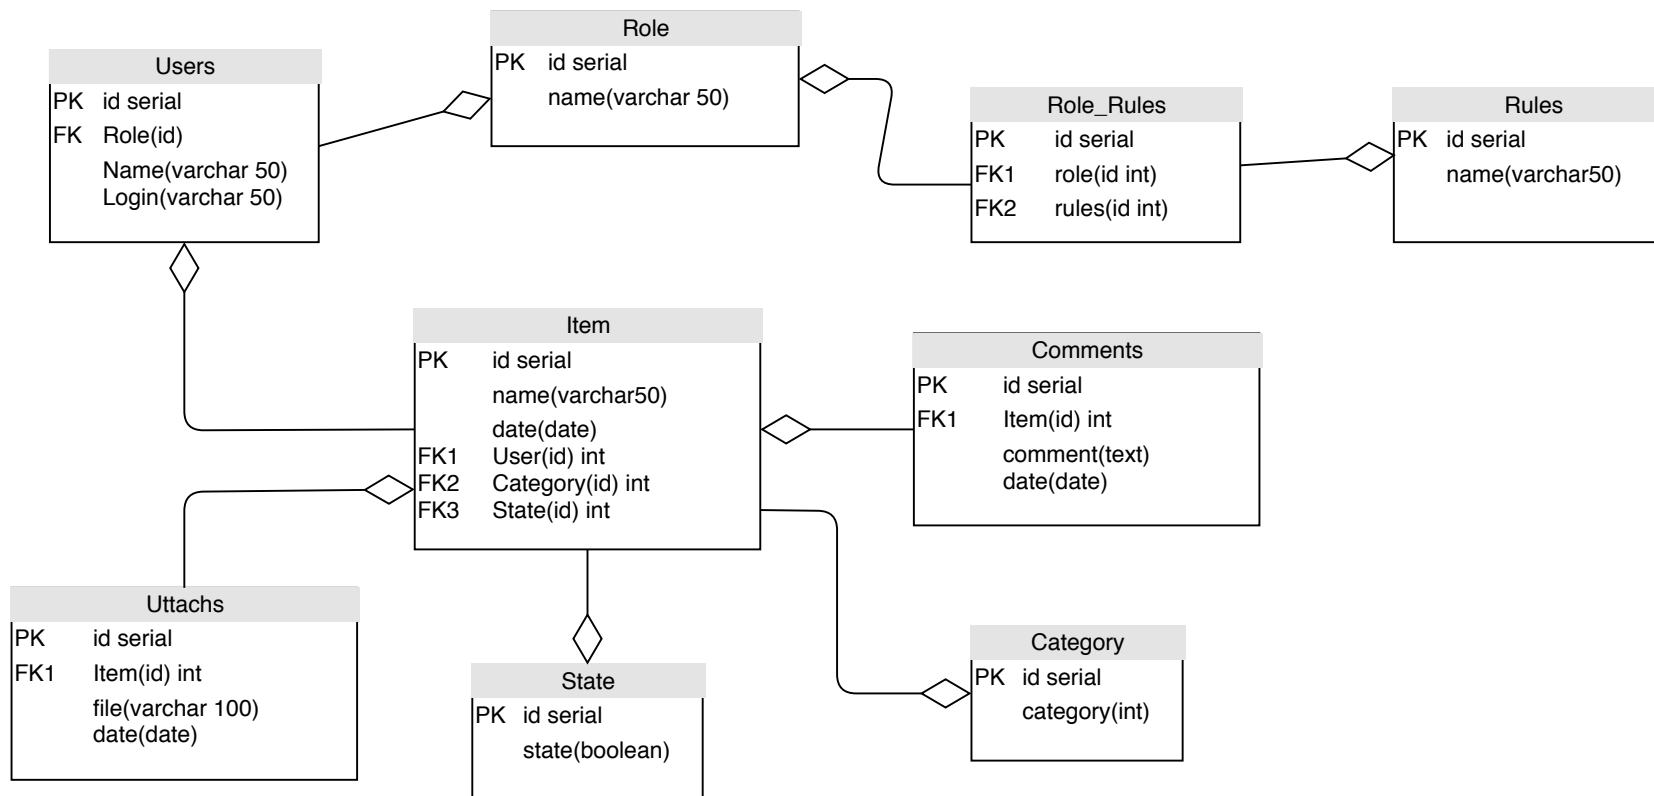 Role
PK id serial
name(varchar 50)
Users
PK id serial
FK Role(id)
Name(varchar 50)
Login(varchar 50)
Role_Rules
PK id serial
FK1 role(id int)
FK2 rules(id int)
Rules
PK id serial
name(varchar50)
Item
PK id serial
name(varchar50)
date(date)
FK1 User(id) int
FK2 Category(id) int
FK3 State(id) int
Comments
PK id serial
FK1 Item(id) int
comment(text)
date(date)
Uttachs
PK id serial
FK1 Item(id) int
file(varchar 100)
date(date)
State
PK id serial
state(boolean)
Category
PK id serial
category(int)